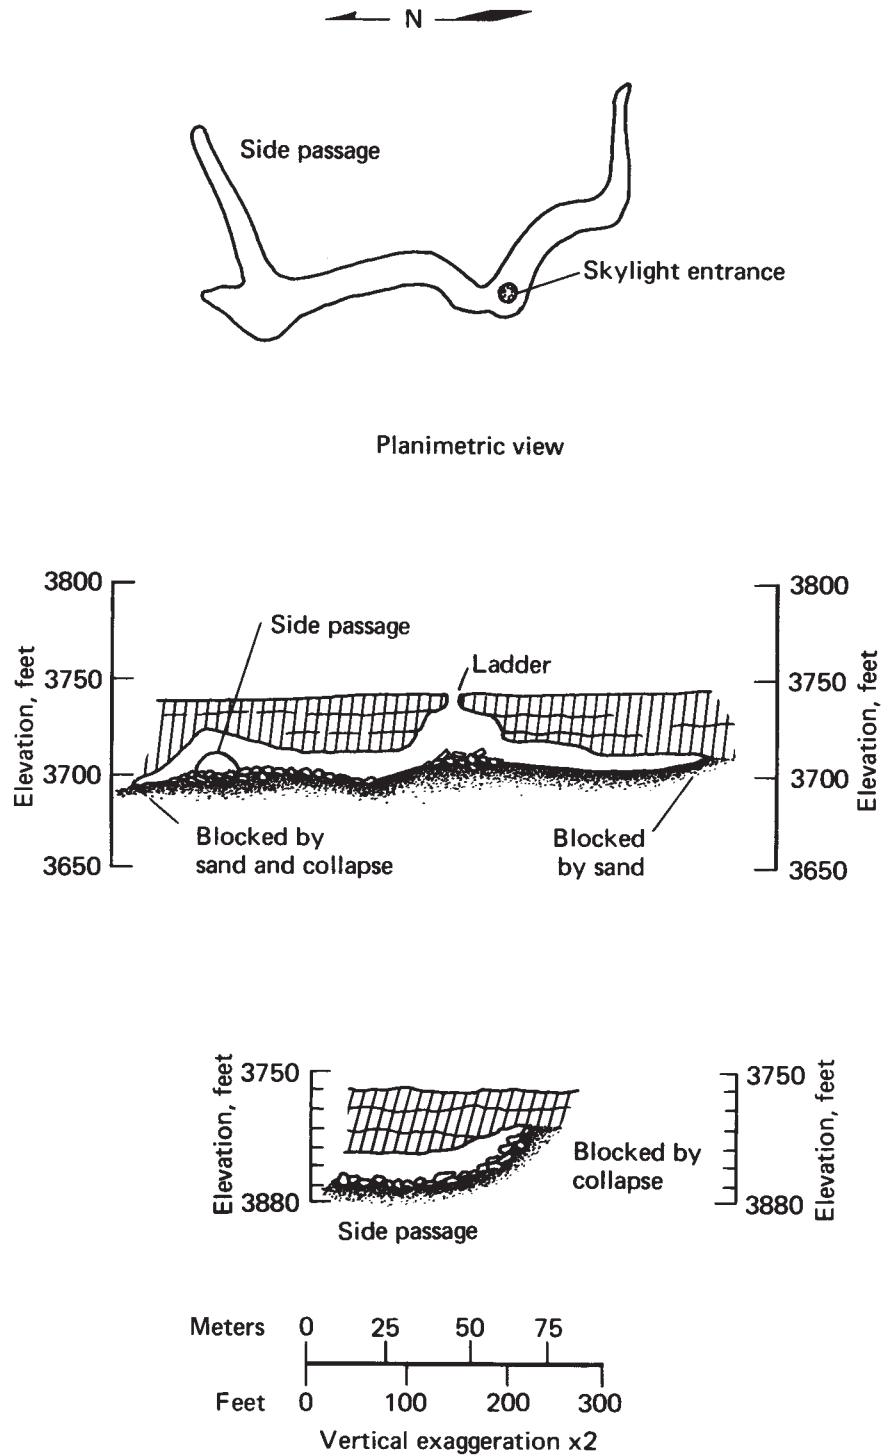 N
Side passage
Skylight entrance
Planimetric view
3800
3750
3700
3650
Elevation, feet
Side passage
Ladder
3800
3750
3700
3650
Elevation, feet
Blocked by
sand and collapse
Blocked
by sand
3750
3880
Elevation, feet
Blocked by
collapse
3750
3880
Elevation, feet
Side passage
Meters 0 25 50 75
Feet 0 100 200 300
Vertical exaggeration x2